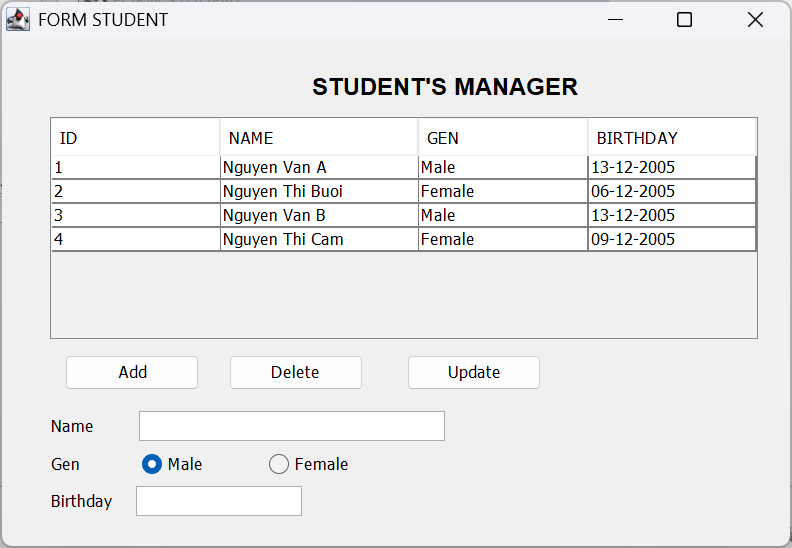 FORM STUDENT
STUDENT'S MANAGER
ID NAME GEN BIRTHDAY
1 Nguyen Van A Male 13-12-2005
2 Nguyen Thi Buoi Female 06-12-2005
3 Nguyen Van B Male 13-12-2005
4 Nguyen Thi Cam Female 09-12-2005
Add Delete Update
Name
Gen Male Female
Birthday